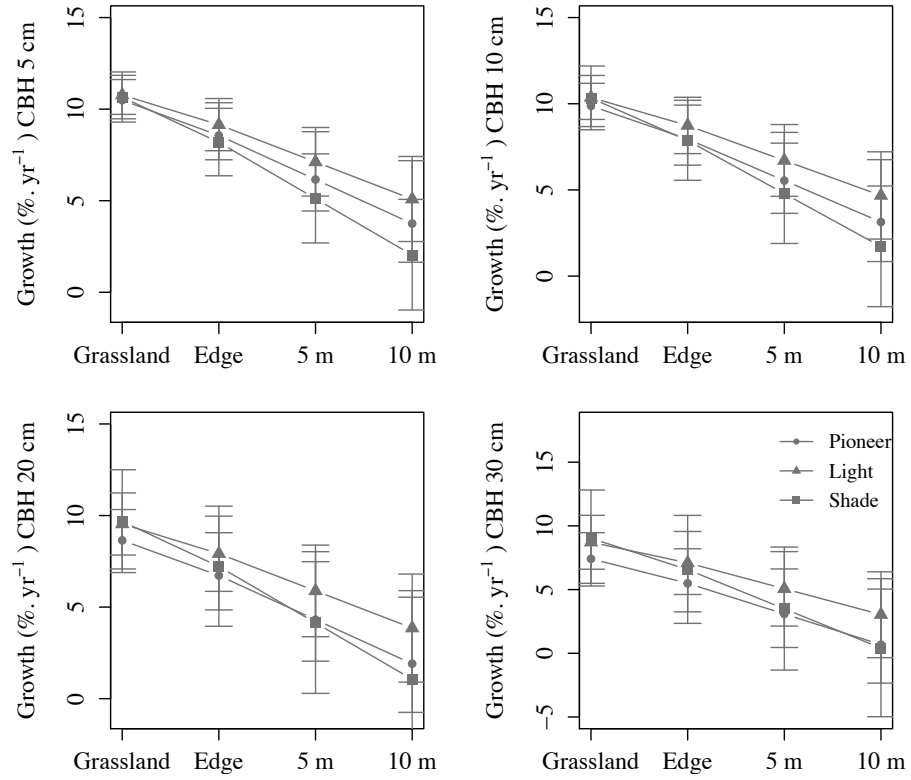 Growth (%. yr⁻¹ ) CBH 5 cm
15
10
5
0
Grassland Edge 5 m 10 m
Growth (%. yr⁻¹ ) CBH 10 cm
15
10
5
0
Grassland Edge 5 m 10 m
Growth (%. yr⁻¹ ) CBH 20 cm
15
10
5
0
Grassland Edge 5 m 10 m
Growth (%. yr⁻¹ ) CBH 30 cm
15
10
5
0
−5
Pioneer
Light
Shade
Grassland Edge 5 m 10 m